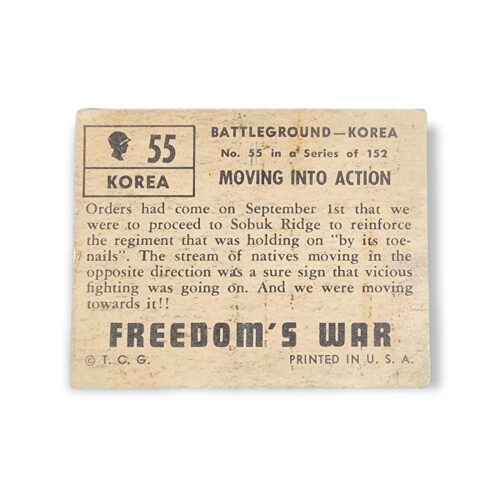 55
KOREA
BATTLEGROUND—KOREA
No. 55 in a Series of 152
MOVING INTO ACTION
Orders had come on September 1st that we
were to proceed to Sobuk Ridge to reinforce
the regiment that was holding on "by its toe-
nails". The stream of natives moving in the
opposite direction was a sure sign that vicious
fighting was going on. And we were moving
towards it!!
FREEDOM'S WAR
© T. C. G.
PRINTED IN U. S. A.